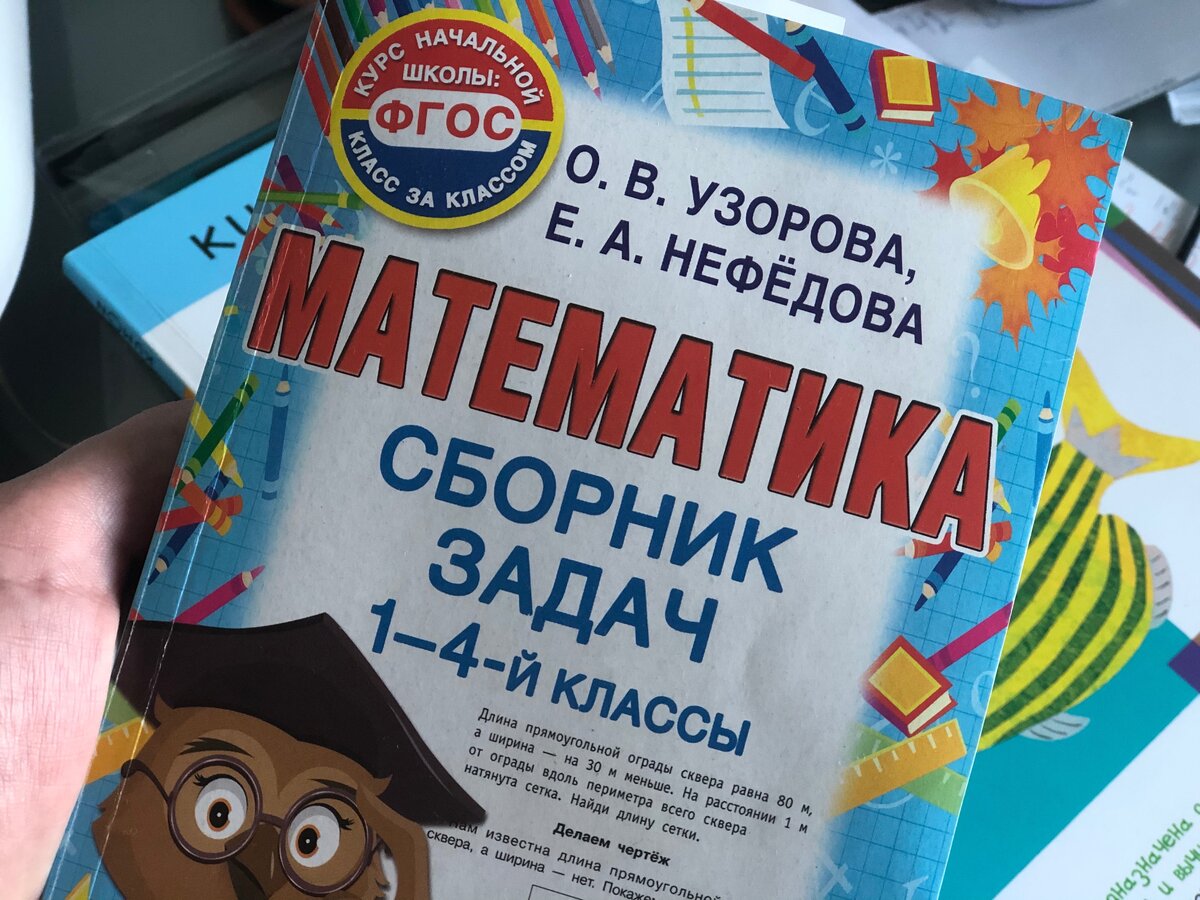 КУРС НАЧАЛЬНОЙ
ШКОЛЫ:
ФГОС
КЛАСС ЗА КЛАССОМ
О. В. УЗОРОВА,
Е. А. НЕФЁДОВА
МАТЕМАТИКА
СБОРНИК
ЗАДАЧ
1–4-й КЛАССЫ
Длина прямоугольной ограды сквера равна 80 м,
а ширина — на 30 м меньше. На расстоянии 1 м
от ограды вдоль периметра всего сквера
натянута сетка. Найди длину сетки.
Делаем чертёж
известна длина прямоугольной
сквера, а ширина — нет.